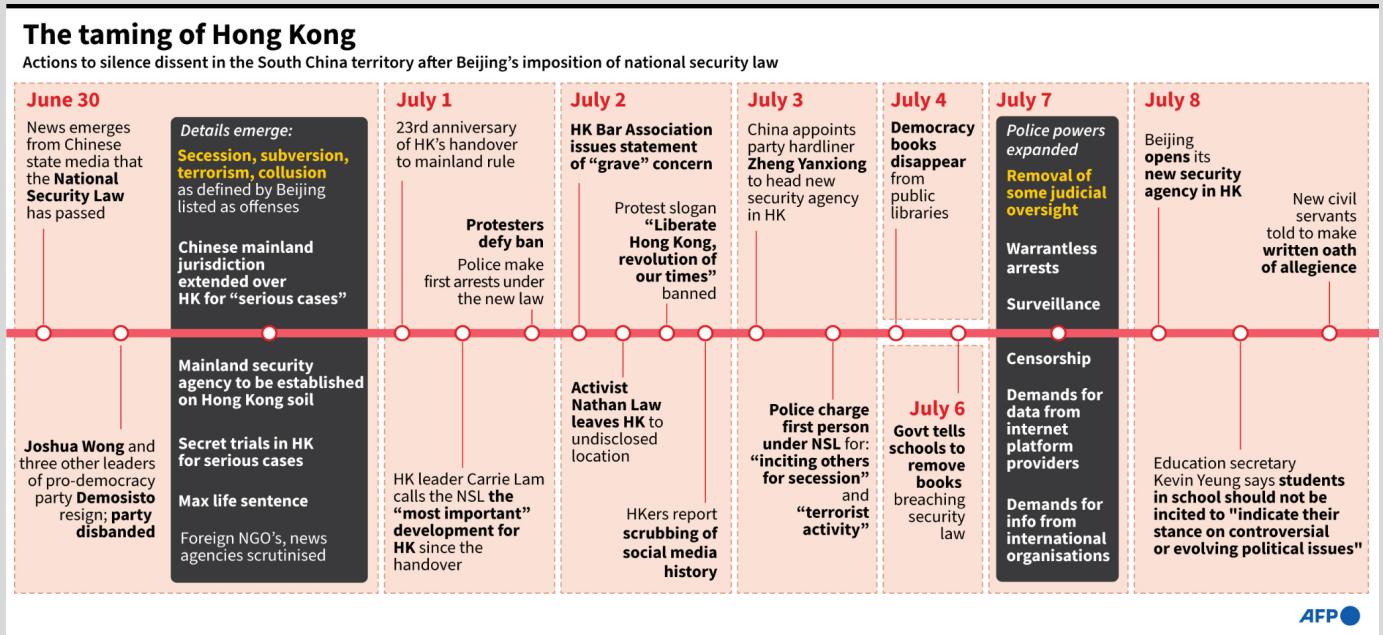 The taming of Hong Kong
Actions to silence dissent in the South China territory after Beijing's imposition of national security law
June 30
News emerges
from Chinese
state media that
the National
Security Law
has passed
Joshua Wong and
three other leaders
of pro-democracy
party Demosisto
resign; party
disbanded
Details emerge:
Secession, subversion,
terrorism, collusion
as defined by Beijing
listed as offenses
Chinese mainland
jurisdiction
extended over
HK for "serious cases"
Mainland security
agency to be established
on Hong Kong soil
Secret trials in HK
for serious cases
Max life sentence
Foreign NGO's, news
agencies scrutinised
July 1
23rd anniversary
of HK's handover
to mainland rule
HK leader Carrie Lam
calls the NSL the
"most important"
development for
HK since the
handover
Protesters
defy ban
Police make
first arrests under
the new law
July 2
HK Bar Association
issues statement
of "grave" concern
Activist
Nathan Law
leaves HK to
undisclosed
location
Protest slogan
"Liberate
Hong Kong,
revolution of
our times"
banned
HKers report
scrubbing of
social media
history
July 3
China appoints
party hardliner
Zheng Yanxiong
to head new
security agency
in HK
Police charge
first person
under NSL for:
"inciting others
for secession"
and
"terrorist
activity"
July 4
Democracy
books
disappear
from
public
libraries
July 6
Govt tells
schools to
remove
books
breaching
security
law
July 7
Police powers
expanded
Removal of
some judicial
oversight
Warrantless
arrests
Surveillance
Censorship
Demands for
data from
internet
platform
providers
Demands for
info from
international
organisations
July 8
Beijing
opens its
new security
agency in HK
Education secretary
Kevin Yeung says students
in school should not be
incited to "indicate their
stance on controversial
or evolving political issues"
New civil
servants
told to make
written oath
of allegience
AFP